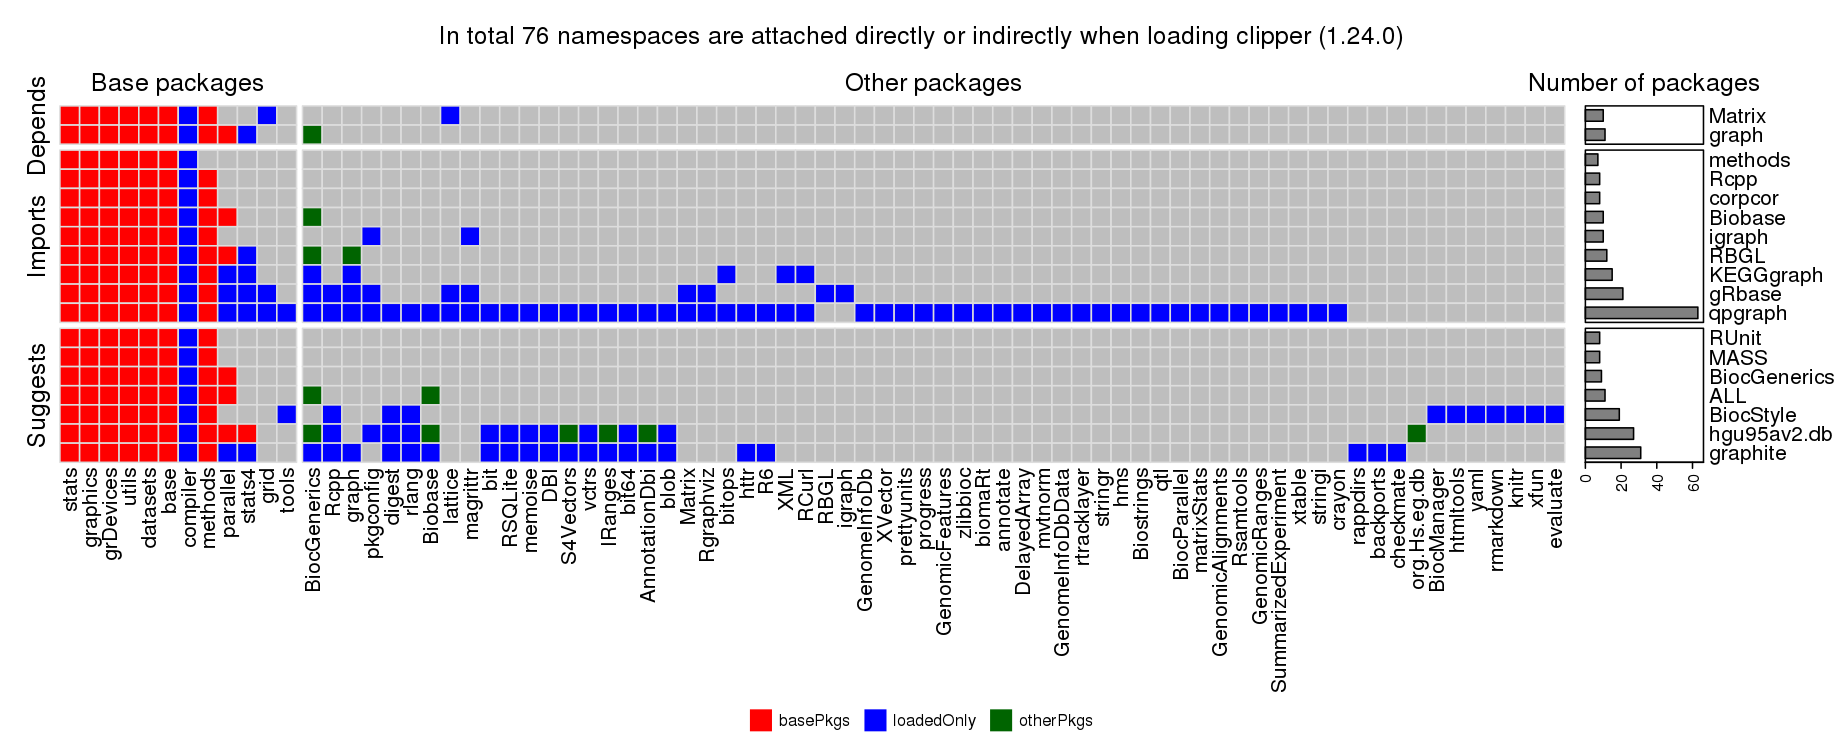 In total 76 namespaces are attached directly or indirectly when loading clipper (1.24.0)
Base packages
Other packages
Number of packages
Depends
Imports
Suggests
Matrix
graph
methods
Rcpp
corpcor
Biobase
igraph
RBGL
KEGGgraph
gRbase
qpgraph
RUnit
MASS
BiocGenerics
ALL
BiocStyle
hgu95av2.db
graphite
0
20
40
60
stats
graphics
grDevices
utils
datasets
base
compiler
methods
parallel
stats4
grid
tools
BiocGenerics
Rcpp
graph
pkgconfig
digest
rlang
Biobase
lattice
magrittr
bit
RSQLite
memoise
DBI
S4Vectors
vctrs
IRanges
bit64
AnnotationDbi
blob
Matrix
Rgraphviz
bitops
httr
R6
XML
RCurl
RBGL
igraph
GenomeInfoDb
XVector
prettyunits
progress
GenomicFeatures
zlibbioc
biomaRt
annotate
DelayedArray
mvtnorm
GenomeInfoDbData
rtracklayer
stringr
hms
Biostrings
qtl
BiocParallel
matrixStats
GenomicAlignments
Rsamtools
GenomicRanges
SummarizedExperiment
xtable
stringi
crayon
rappdirs
backports
checkmate
org.Hs.eg.db
BiocManager
htmltools
yaml
rmarkdown
knitr
xfun
evaluate
basePkgs
loadedOnly
otherPkgs